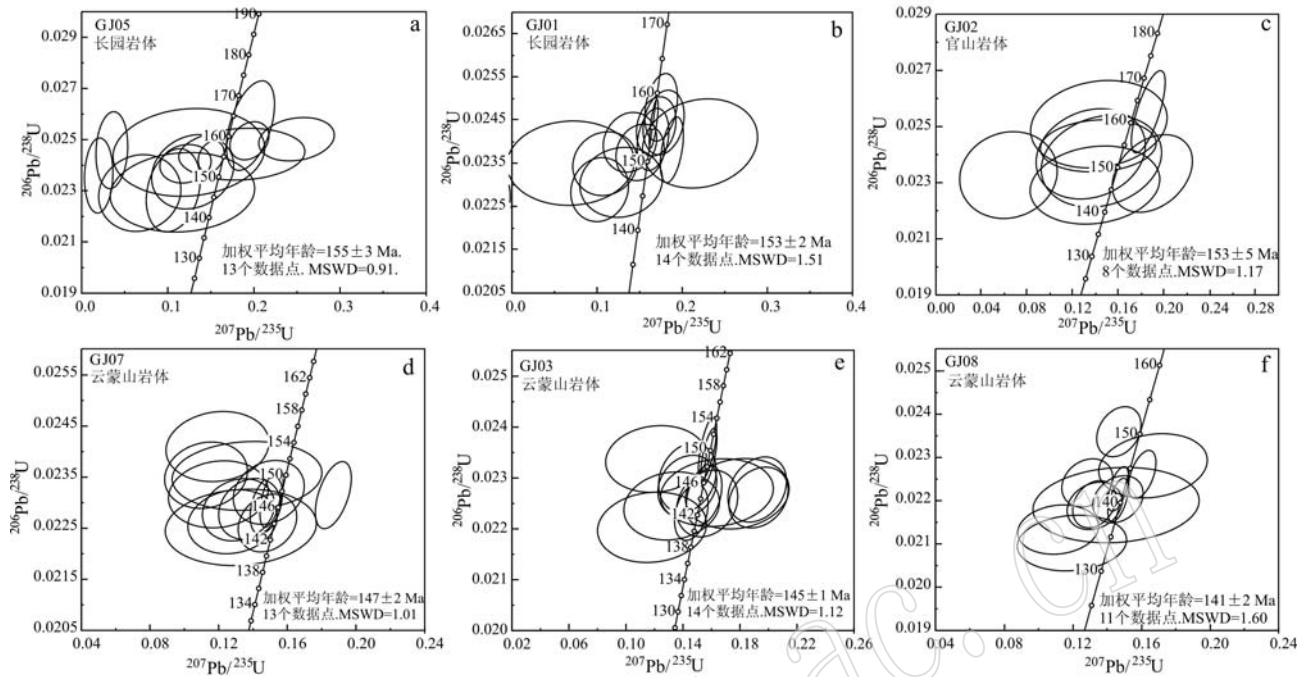 GJ05
长园岩体
a
0.029
0.027
0.025
0.023
0.021
0.019
206Pb/238U
190
180
170
160
150
140
130
加权平均年龄=155±3 Ma.
13个数据点. MSWD=0.91.
0.0 0.1 0.2 0.3 0.4
207Pb/235U
GJ01
长园岩体
b
0.0265
0.0255
0.0245
0.0235
0.0225
0.0215
0.0205
206Pb/238U
170
160
150
140
加权平均年龄=153±2 Ma
14个数据点.MSWD=1.51
0.0 0.1 0.2 0.3 0.4
207Pb/235U
GJ02
官山岩体
c
0.029
0.027
0.025
0.023
0.021
0.019
206Pb/238U
180
170
160
150
140
130
加权平均年龄=153±5 Ma
8个数据点.MSWD=1.17
0.00 0.04 0.08 0.12 0.16 0.20 0.24 0.28
207Pb/235U
GJ07
云蒙山岩体
d
0.0255
0.0245
0.0235
0.0225
0.0215
0.0205
206Pb/238U
162
158
154
150
146
142
138
134
加权平均年龄=147±2 Ma
13个数据点.MSWD=1.01
0.04 0.08 0.12 0.16 0.20 0.24
207Pb/235U
GJ03
云蒙山岩体
e
0.025
0.024
0.023
0.022
0.021
0.020
206Pb/238U
162
158
154
150
146
142
138
134
130
加权平均年龄=145±1 Ma
14个数据点.MSWD=1.12
0.02 0.06 0.10 0.14 0.18 0.22 0.26
207Pb/235U
GJ08
云蒙山岩体
f
0.025
0.024
0.023
0.022
0.021
0.020
0.019
206Pb/238U
160
150
140
130
加权平均年龄=141±2 Ma
11个数据点.MSWD=1.60
0.00 0.04 0.08 0.12 0.16 0.20 0.24
207Pb/235U
ac.cn